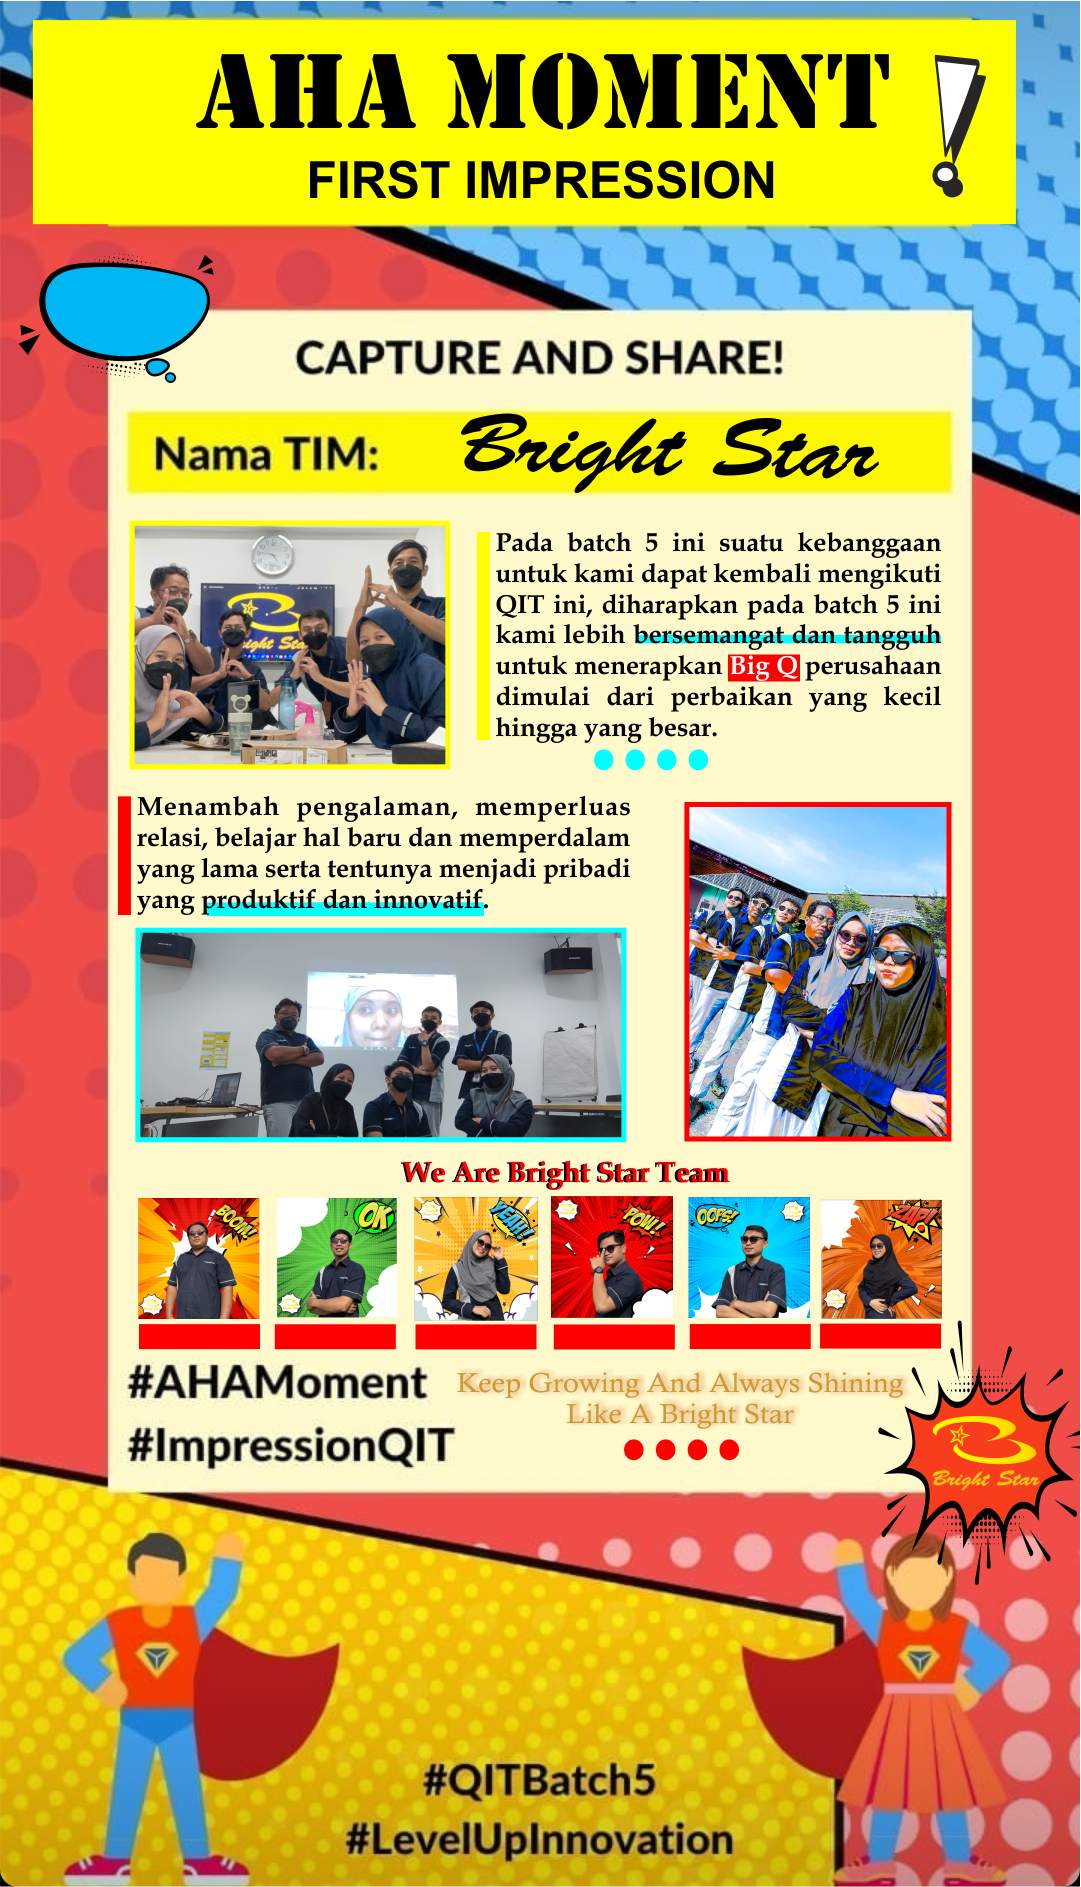 AHA MOMENT
FIRST IMPRESSION
CAPTURE AND SHARE!
Nama TIM: Bright Star
Pada batch 5 ini suatu kebanggaan
untuk kami dapat kembali mengikuti
QIT ini, diharapkan pada batch 5 ini
kami lebih bersemangat dan tangguh
untuk menerapkan Big Q perusahaan
dimulai dari perbaikan yang kecil
hingga yang besar.
Menambah pengalaman, memperluas
relasi, belajar hal baru dan memperdalam
yang lama serta tentunya menjadi pribadi
yang produktif dan innovatif.
We Are Bright Star Team
BOOM!
OK
YEAH!
POW!
OOPS!
ZAP!
#AHAMoment
#ImpressionQIT
Keep Growing And Always Shining
Like A Bright Star
Bright Star
#QITBatch5
#LevelUpInnovation